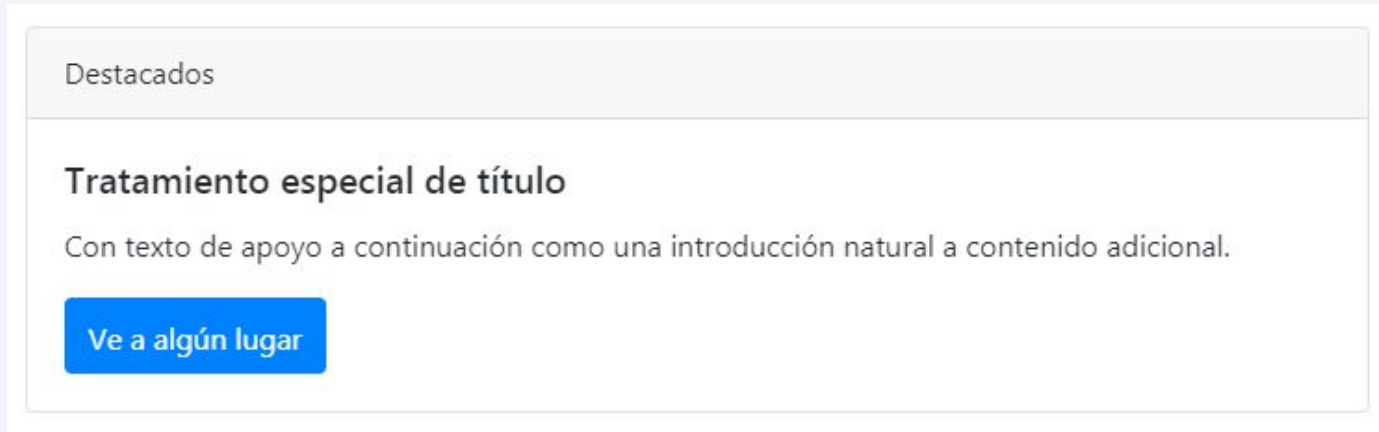 Destacados
Tratamiento especial de título
Con texto de apoyo a continuación como una introducción natural a contenido adicional.
Ve a algún lugar